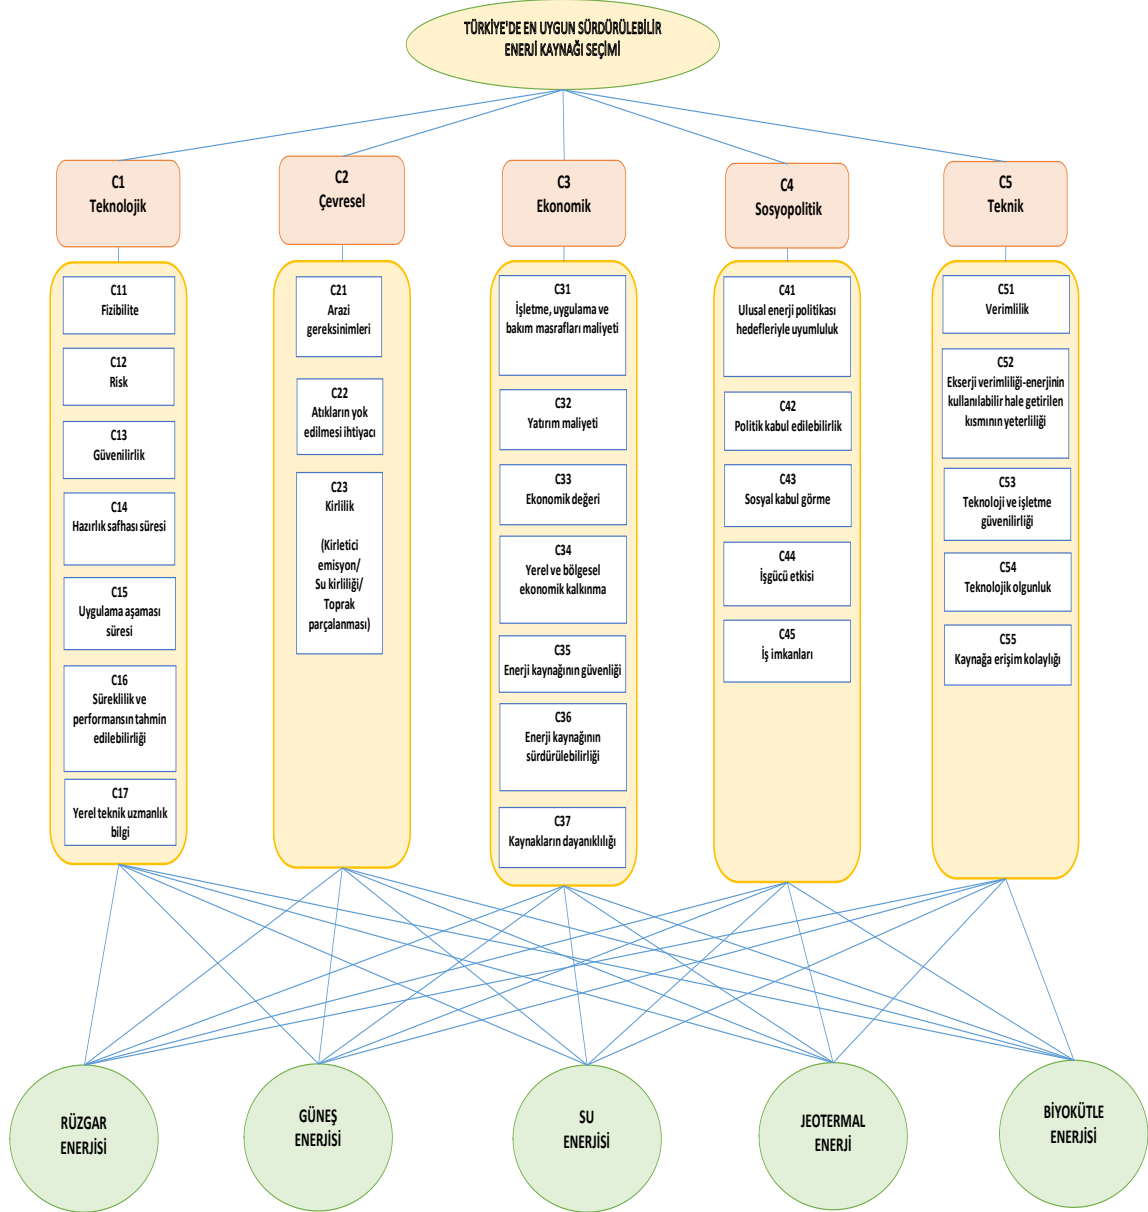 TÜRKİYE'DE EN UYGUN SÜRDÜRÜLEBİLİR
ENERJİ KAYNAĞI SEÇİMİ
C1
Teknolojik
C2
Çevresel
C3
Ekonomik
C4
Sosyopolitik
C5
Teknik
C11
Fizibilite
C12
Risk
C13
Güvenilirlik
C14
Hazırlık safhası süresi
C15
Uygulama aşaması
süresi
C16
Süreklilik ve
performansın tahmin
edilebilirliği
C17
Yerel teknik uzmanlık
bilgi
C21
Arazi
gereksinimleri
C22
Atıkların yok
edilmesi ihtiyacı
C23
Kirlilik
(Kirletici
emisyon/
Su kirliliği/
Toprak
parçalanması)
C31
İşletme, uygulama ve
bakım masrafları maliyeti
C32
Yatırım maliyeti
C33
Ekonomik değeri
C34
Yerel ve bölgesel
ekonomik kalkınma
C35
Enerji kaynağının güvenliği
C36
Enerji kaynağının
sürdürülebilirliği
C37
Kaynakların dayanıklılığı
C41
Ulusal enerji politikası
hedefleriyle uyumluluk
C42
Politik kabul edilebilirlik
C43
Sosyal kabul görme
C44
İşgücü etkisi
C45
İş imkanları
C51
Verimlilik
C52
Ekserji verimliliği-enerjinin
kullanılabilir hale getirilen
kısmının yeterliliği
C53
Teknoloji ve işletme
güvenilirliği
C54
Teknolojik olgunluk
C55
Kaynağa erişim kolaylığı
RÜZGAR
ENERJİSİ
GÜNEŞ
ENERJİSİ
SU
ENERJİSİ
JEOTERMAL
ENERJİ
BİYOKÜTLE
ENERJİSİ